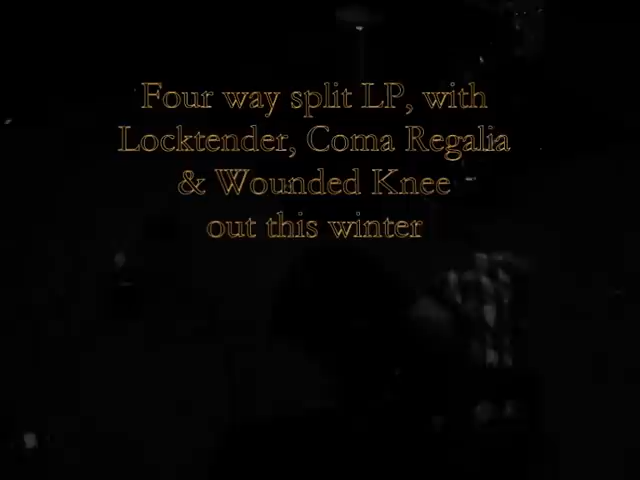 Four way split LP, with
Locktender, Coma Regalia
& Wounded Knee
out this winter